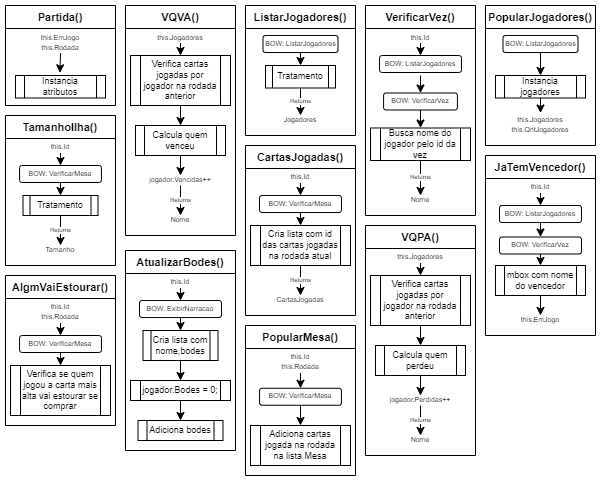 Partida()
this.EmJogo
this.Rodada
Instancia
atributos
TamanhoIlha()
this.Id
BOW: VerificarMesa
Tratamento
Returns
Tamanho
AlgmVaiEstourar()
this.Id
this.Rodada
BOW: VerificarMesa
Verifica se quem
jogou a carta mais
alta vai estourar se
comprar
VQVA()
this.Jogadores
Verifica cartas
jogadas por
jogador na rodada
anterior
Calcula quem
venceu
jogador.Vencidas++
Returns
Nome
AtualizarBodes()
this.Id
BOW: ExibirNarracao
Cria lista com
nome,bodes
jogador.Bodes = 0;
Adiciona bodes
ListarJogadores()
BOW: ListarJogadores
Tratamento
Returns
Jogadores
CartasJogadas()
this.Id
BOW: VerificarMesa
Cria lista com id
das cartas jogadas
na rodada atual
Returns
CartasJogadas
PopularMesa()
this.Id
this.Rodada
BOW: VerificarMesa
Adiciona cartas
jogada na rodada
na lista Mesa
VerificarVez()
this.Id
BOW: ListarJogadores
BOW: VerificarVez
Busca nome do
jogador pelo id da
vez
Returns
Nome
VQPA()
this.Jogadores
Verifica cartas
jogadas por
jogador na rodada
anterior
Calcula quem
perdeu
jogador.Perdidas++
Returns
Nome
PopularJogadores()
BOW: ListarJogadores
Instancia
jogadores
this.Jogadores
this.QntJogadores
JaTemVencedor()
this.Id
BOW: ListarJogadores
BOW: VerificarVez
mbox com nome
do vencedor
this.EmJogo